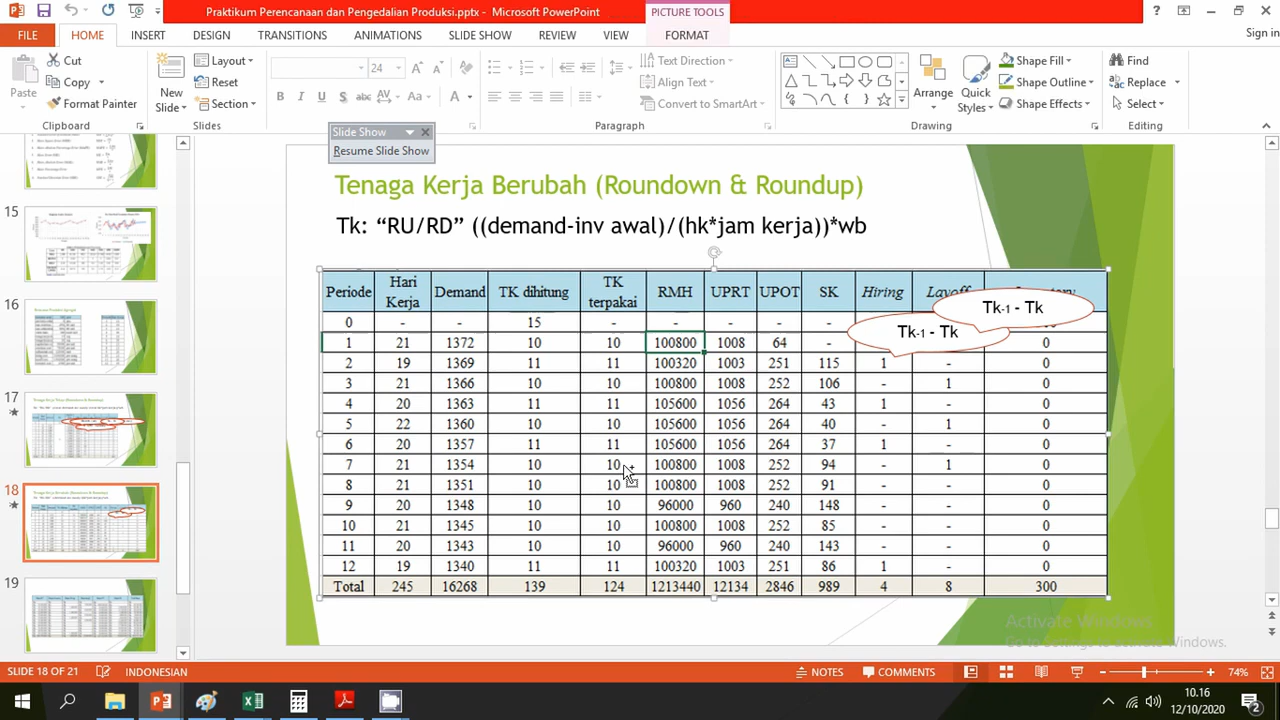 Praktikum Perencanaan dan Pengedalian Produksi.pptx - Microsoft PowerPoint
PICTURE TOOLS
FILE HOME INSERT DESIGN TRANSITIONS ANIMATIONS SLIDE SHOW REVIEW VIEW FORMAT Sign in
Paste Cut Copy Format Painter
Clipboard
New Slide Layout Reset Section
Slides
24
Text Direction Align Text Convert to SmartArt
Paragraph
Arrange Quick Styles Shape Fill Shape Outline Shape Effects
Drawing
Find Replace Select
Editing
Slide Show
Resume Slide Show
15
16
17
18
19
Tenaga Kerja Berubah (Roundown & Roundup)
Tk: “RU/RD” ((demand-inv awal)/(hk*jam kerja))*wb
Periode Hari Kerja Demand TK dihitung TK terpakai RMH UPRT UPOT SK Hiring
Tk-1 - Tk
Tk-1 - Tk
0 - - 15 - - - - -
1 21 1372 10 10 100800 1008 64 - 0
2 19 1369 11 11 100320 1003 251 115 1 - 0
3 21 1366 10 10 100800 1008 252 106 - 1 0
4 20 1363 11 11 105600 1056 264 43 1 - 0
5 22 1360 10 10 105600 1056 264 40 - 1 0
6 20 1357 11 11 105600 1056 264 37 1 - 0
7 21 1354 10 10 100800 1008 252 94 - 1 0
8 21 1351 10 10 100800 1008 252 91 - - 0
9 20 1348 10 10 96000 960 240 148 - - 0
10 21 1345 10 10 100800 1008 252 85 - - 0
11 20 1343 10 10 96000 960 240 143 - - 0
12 19 1340 11 11 100320 1003 251 86 1 - 0
Total 245 16268 139 124 1213440 12134 2846 989 4 8 300
Activate Windows
Go to Settings to activate Windows.
SLIDE 18 OF 21 INDONESIAN NOTES COMMENTS 74%
10.16
12/10/2020
2